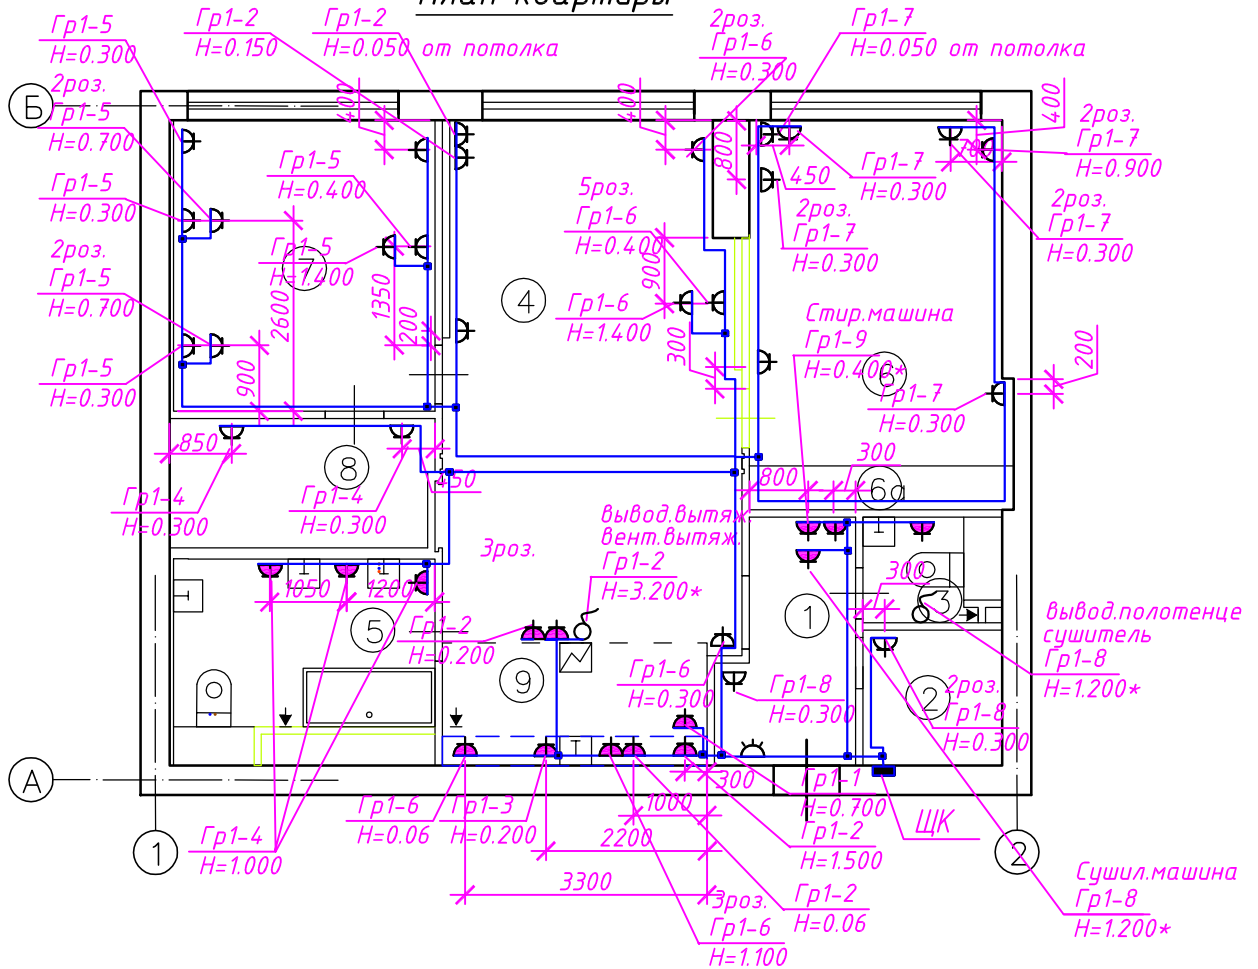 План квартиры
Гр1-5
H=0.300
Гр1-2
H=0.150
Гр1-2
H=0.050 от потолка
2роз.
Гр1-6
H=0.300
Гр1-7
H=0.050 от потолка
Б
2роз.
Гр1-5
H=0.700
400
400
800
400
2роз.
Гр1-7
H=0.900
Гр1-5
H=0.300
Гр1-5
H=0.400
5роз.
Гр1-6
H=0.400
450
Гр1-7
H=0.300
2роз.
Гр1-7
H=0.300
2роз.
Гр1-7
H=0.300
2роз.
Гр1-5
H=0.700
Гр1-5
H=1.400
7
4
900
Гр1-6
H=1.400
2600
1350
200
300
Стир.машина
Гр1-9
H=0.400*
6
200
Гр1-5
H=0.300
900
Гр1-7
H=0.300
850
8
450
300
800
6а
Гр1-4
H=0.300
Гр1-4
H=0.300
вывод.вытяж.
вент.вытяж.
Гр1-2
H=3.200*
3роз.
1050
1200
300
3
1
5
Гр1-2
H=0.200
вывод.полотенце
сушитель
Гр1-8
H=1.200*
9
Гр1-6
H=0.300
Гр1-8
H=0.300
2
2роз.
Гр1-8
H=0.300
А
300
Гр1-1
H=0.700
1000
Гр1-6
H=0.06
Гр1-3
H=0.200
2200
Гр1-2
H=1.500
ЩК
1
Гр1-4
H=1.000
2
3300
Сушил.машина
Гр1-8
H=1.200*
3роз.
Гр1-6
H=1.100
Гр1-2
H=0.06